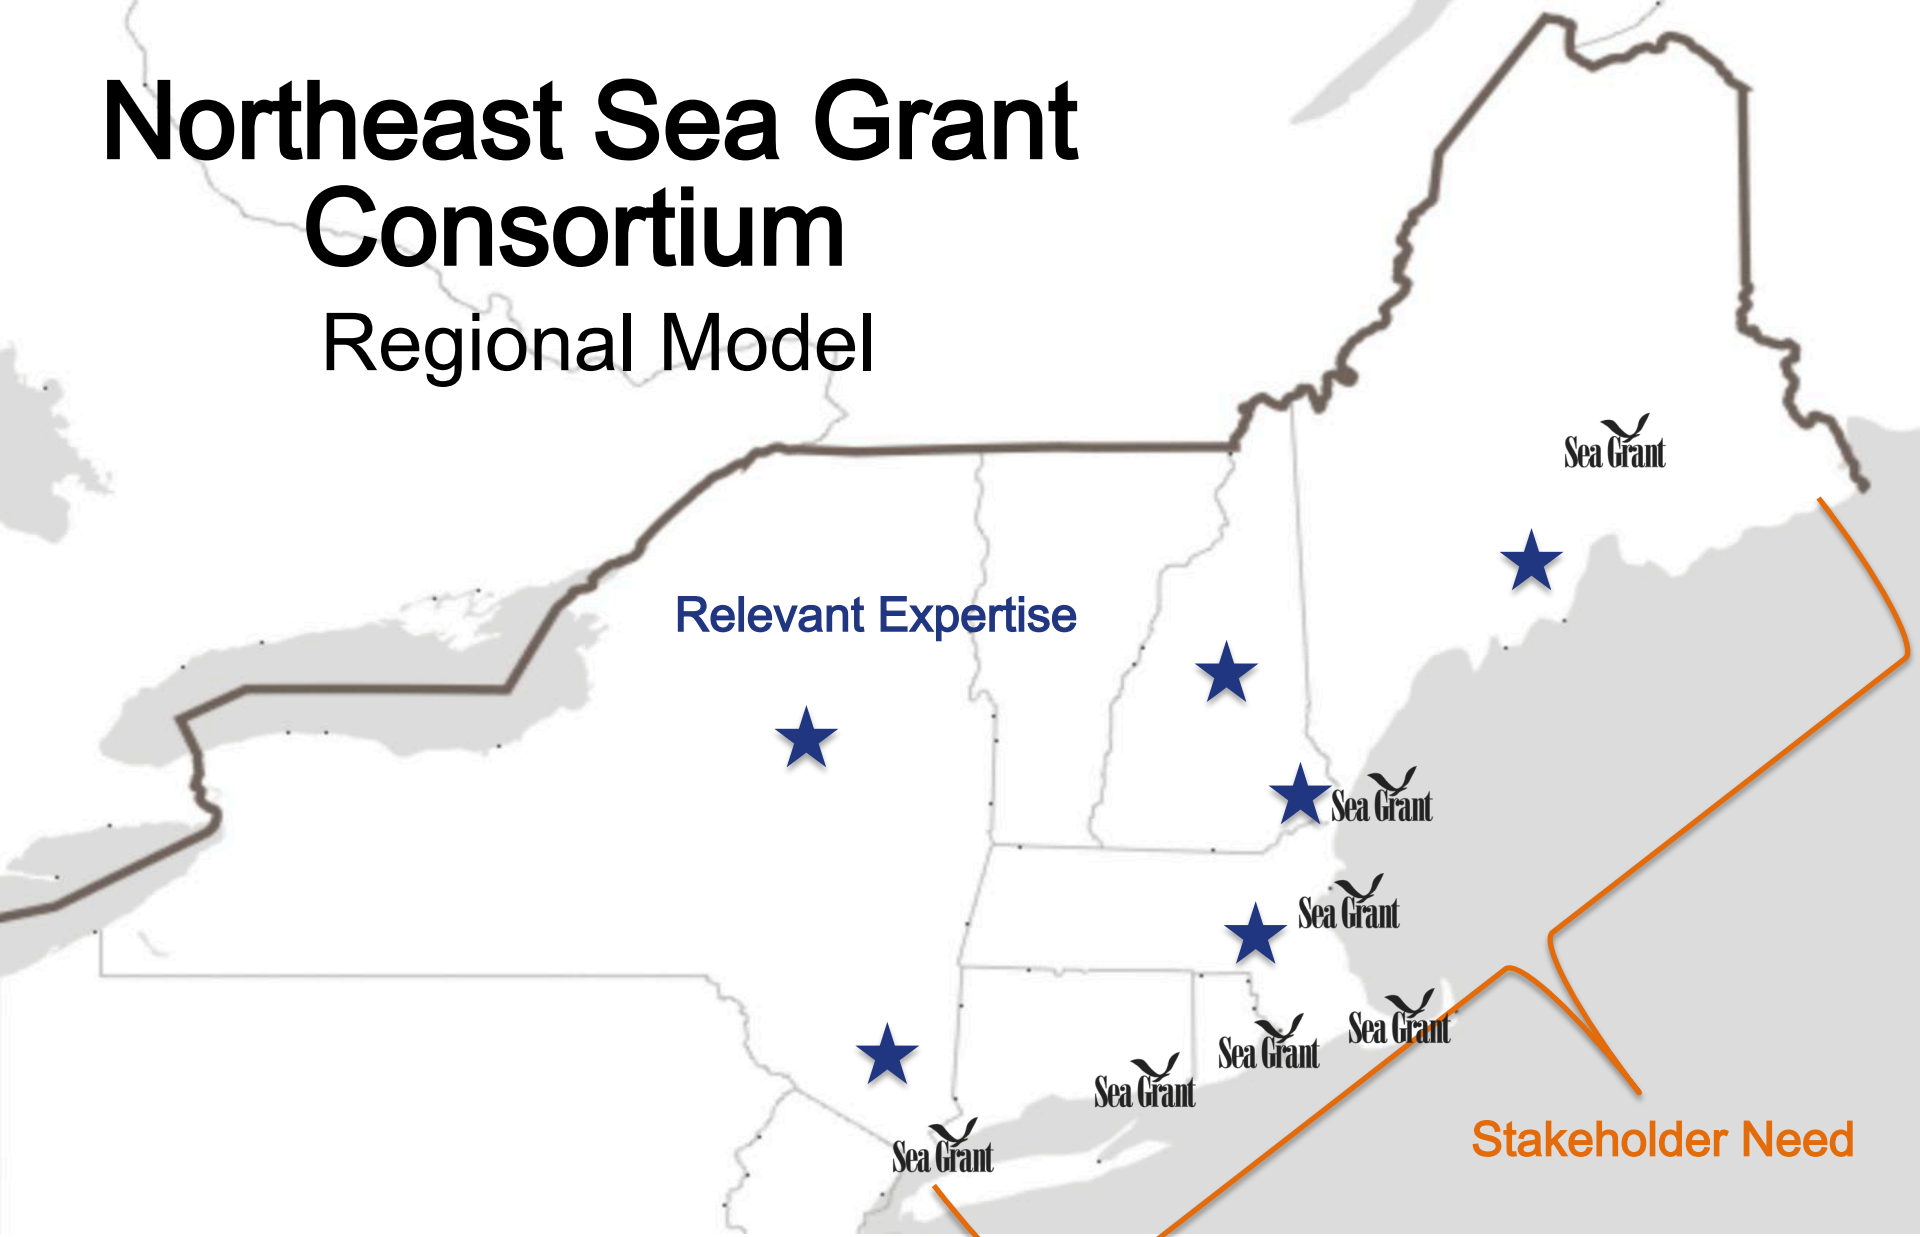 Northeast Sea Grant
Consortium
Regional Model
Sea Grant
Relevant Expertise
Sea Grant
Sea Grant
Sea Grant
Sea Grant
Sea Grant
Sea Grant
Stakeholder Need